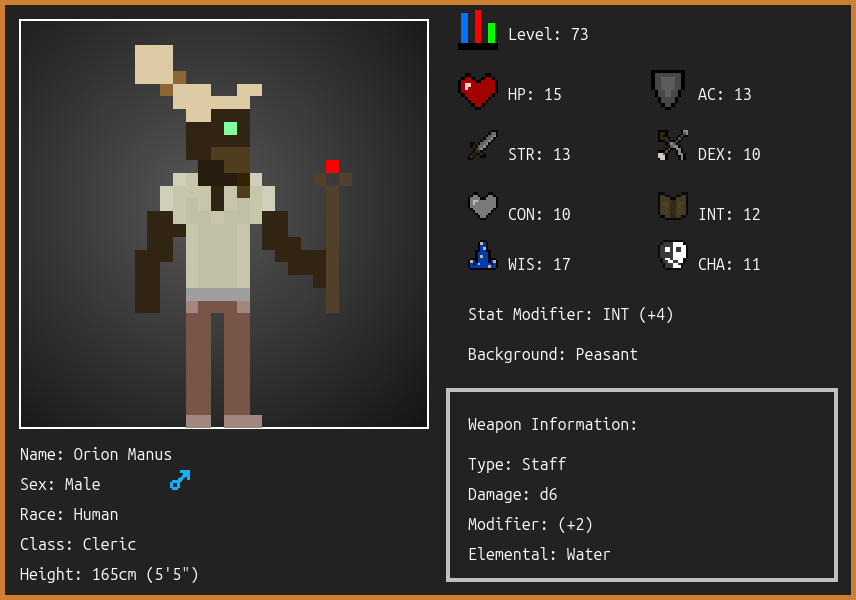 Level: 73
HP: 15
AC: 13
STR: 13
DEX: 10
CON: 10
INT: 12
WIS: 17
CHA: 11
Stat Modifier: INT (+4)
Background: Peasant
Weapon Information:
Type: Staff
Damage: d6
Modifier: (+2)
Elemental: Water
Name: Orion Manus
Sex: Male
Race: Human
Class: Cleric
Height: 165cm (5'5")